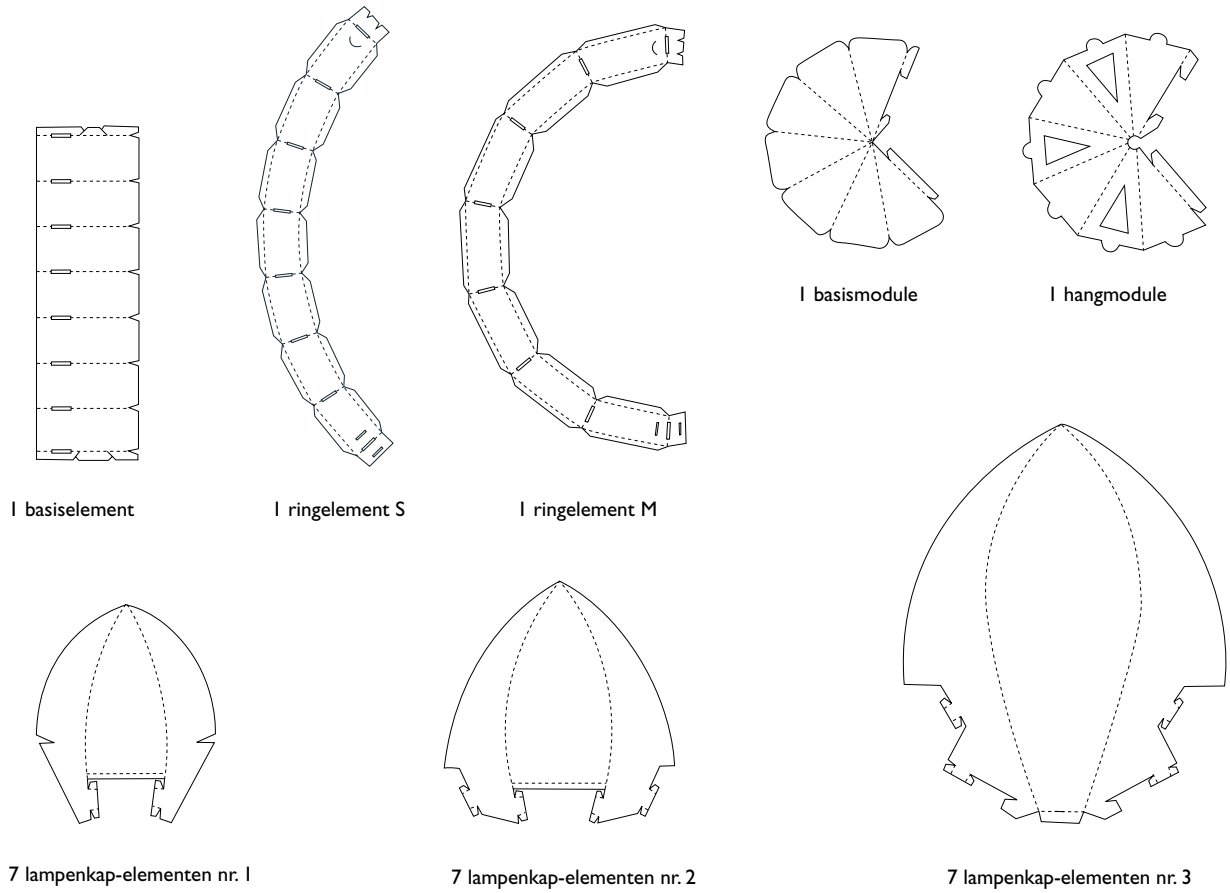 1 basismodule
1 hangmodule
1 basiselement
1 ringelement S
1 ringelement M
7 lampenkap-elementen nr. 1
7 lampenkap-elementen nr. 2
7 lampenkap-elementen nr. 3